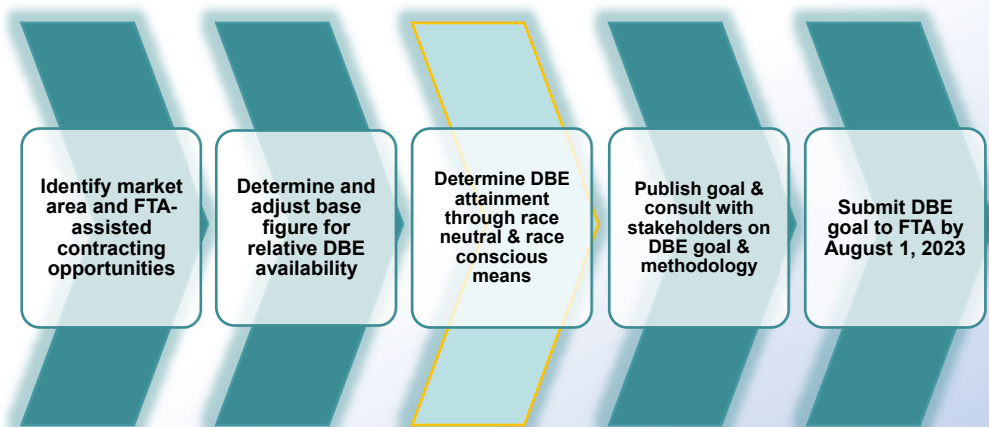 Identify market
area and FTA-
assisted
contracting
opportunities
Determine and
adjust base
figure for
relative DBE
availability
Determine DBE
attainment
through race
neutral & race
conscious
means
Publish goal &
consult with
stakeholders on
DBE goal &
methodology
Submit DBE
goal to FTA by
August 1, 2023